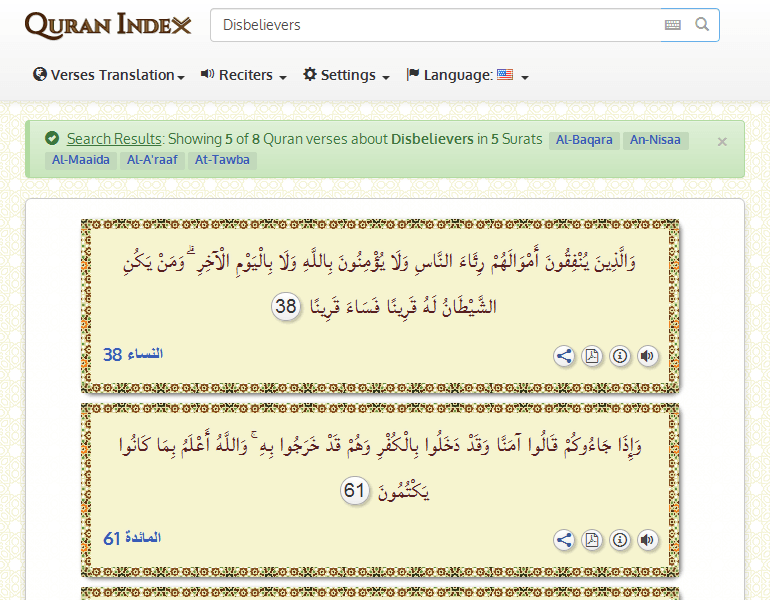 QURAN INDEX
Disbelievers
Verses Translation Reciters Settings Language:
Search Results: Showing 5 of 8 Quran verses about Disbelievers in 5 Surats Al-Baqara An-Nisaa
Al-Maaida Al-A'raaf At-Tawba
×
وَالَّذِينَ يُنْفِقُونَ أَمْوَالَهُمْ رِئَاءَ النَّاسِ وَلَا يُؤْمِنُونَ بِاللَّهِ وَلَا بِالْيَوْمِ الْآخِرِ ۗ وَمَنْ يَكُنِ
الشَّيْطَانُ لَهُ قَرِينًا فَسَاءَ قَرِينًا 38
النساء 38
وَإِذَا جَاءُوكُمْ قَالُوا آمَنَّا وَقَدْ دَخَلُوا بِالْكُفْرِ وَهُمْ قَدْ خَرَجُوا بِهِ ۚ وَاللَّهُ أَعْلَمُ بِمَا كَانُوا
يَكْتُمُونَ 61
المائدة 61